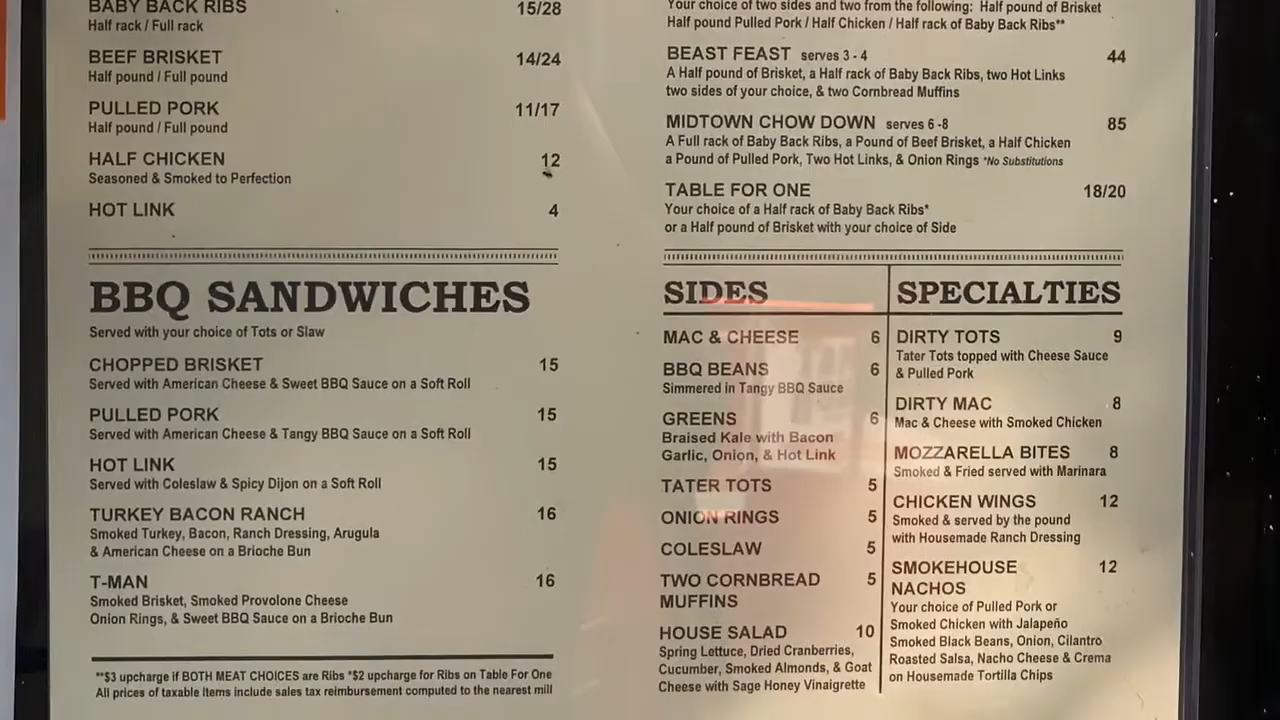 BABY BACK RIBS 15/28
Half rack / Full rack
BEEF BRISKET 14/24
Half pound / Full pound
PULLED PORK 11/17
Half pound / Full pound
HALF CHICKEN 12
Seasoned & Smoked to Perfection
HOT LINK 4
BBQ SANDWICHES
Served with your choice of Tots or Slaw
CHOPPED BRISKET 15
Served with American Cheese & Sweet BBQ Sauce on a Soft Roll
PULLED PORK 15
Served with American Cheese & Tangy BBQ Sauce on a Soft Roll
HOT LINK 15
Served with Coleslaw & Spicy Dijon on a Soft Roll
TURKEY BACON RANCH 16
Smoked Turkey, Bacon, Ranch Dressing, Arugula
& American Cheese on a Brioche Bun
T-MAN 16
Smoked Brisket, Smoked Provolone Cheese
Onion Rings, & Sweet BBQ Sauce on a Brioche Bun
**$3 upcharge if BOTH MEAT CHOICES are Ribs *$2 upcharge for Ribs on Table For One
All prices of taxable items include sales tax reimbursement computed to the nearest mill
Your choice of two sides and two from the following: Half pound of Brisket
Half pound Pulled Pork / Half Chicken / Half rack of Baby Back Ribs**
BEAST FEAST serves 3 - 4 44
A Half pound of Brisket, a Half rack of Baby Back Ribs, two Hot Links
two sides of your choice, & two Cornbread Muffins
MIDTOWN CHOW DOWN serves 6 -8 85
A Full rack of Baby Back Ribs, a Pound of Beef Brisket, a Half Chicken
a Pound of Pulled Pork, Two Hot Links, & Onion Rings *No Substitutions
TABLE FOR ONE 18/20
Your choice of a Half rack of Baby Back Ribs*
or a Half pound of Brisket with your choice of Side
SIDES
MAC & CHEESE 6
BBQ BEANS 6
Simmered in Tangy BBQ Sauce
GREENS 6
Braised Kale with Bacon
Garlic, Onion, & Hot Link
TATER TOTS 5
ONION RINGS 5
COLESLAW 5
TWO CORNBREAD 5
MUFFINS
HOUSE SALAD 10
Spring Lettuce, Dried Cranberries,
Cucumber, Smoked Almonds, & Goat
Cheese with Sage Honey Vinaigrette
SPECIALTIES
DIRTY TOTS 9
Tater Tots topped with Cheese Sauce
& Pulled Pork
DIRTY MAC 8
Mac & Cheese with Smoked Chicken
MOZZARELLA BITES 8
Smoked & Fried served with Marinara
CHICKEN WINGS 12
Smoked & served by the pound
with Housemade Ranch Dressing
SMOKEHOUSE 12
NACHOS
Your choice of Pulled Pork or
Smoked Chicken with Jalapeño
Smoked Black Beans, Onion, Cilantro
Roasted Salsa, Nacho Cheese & Crema
on Housemade Tortilla Chips